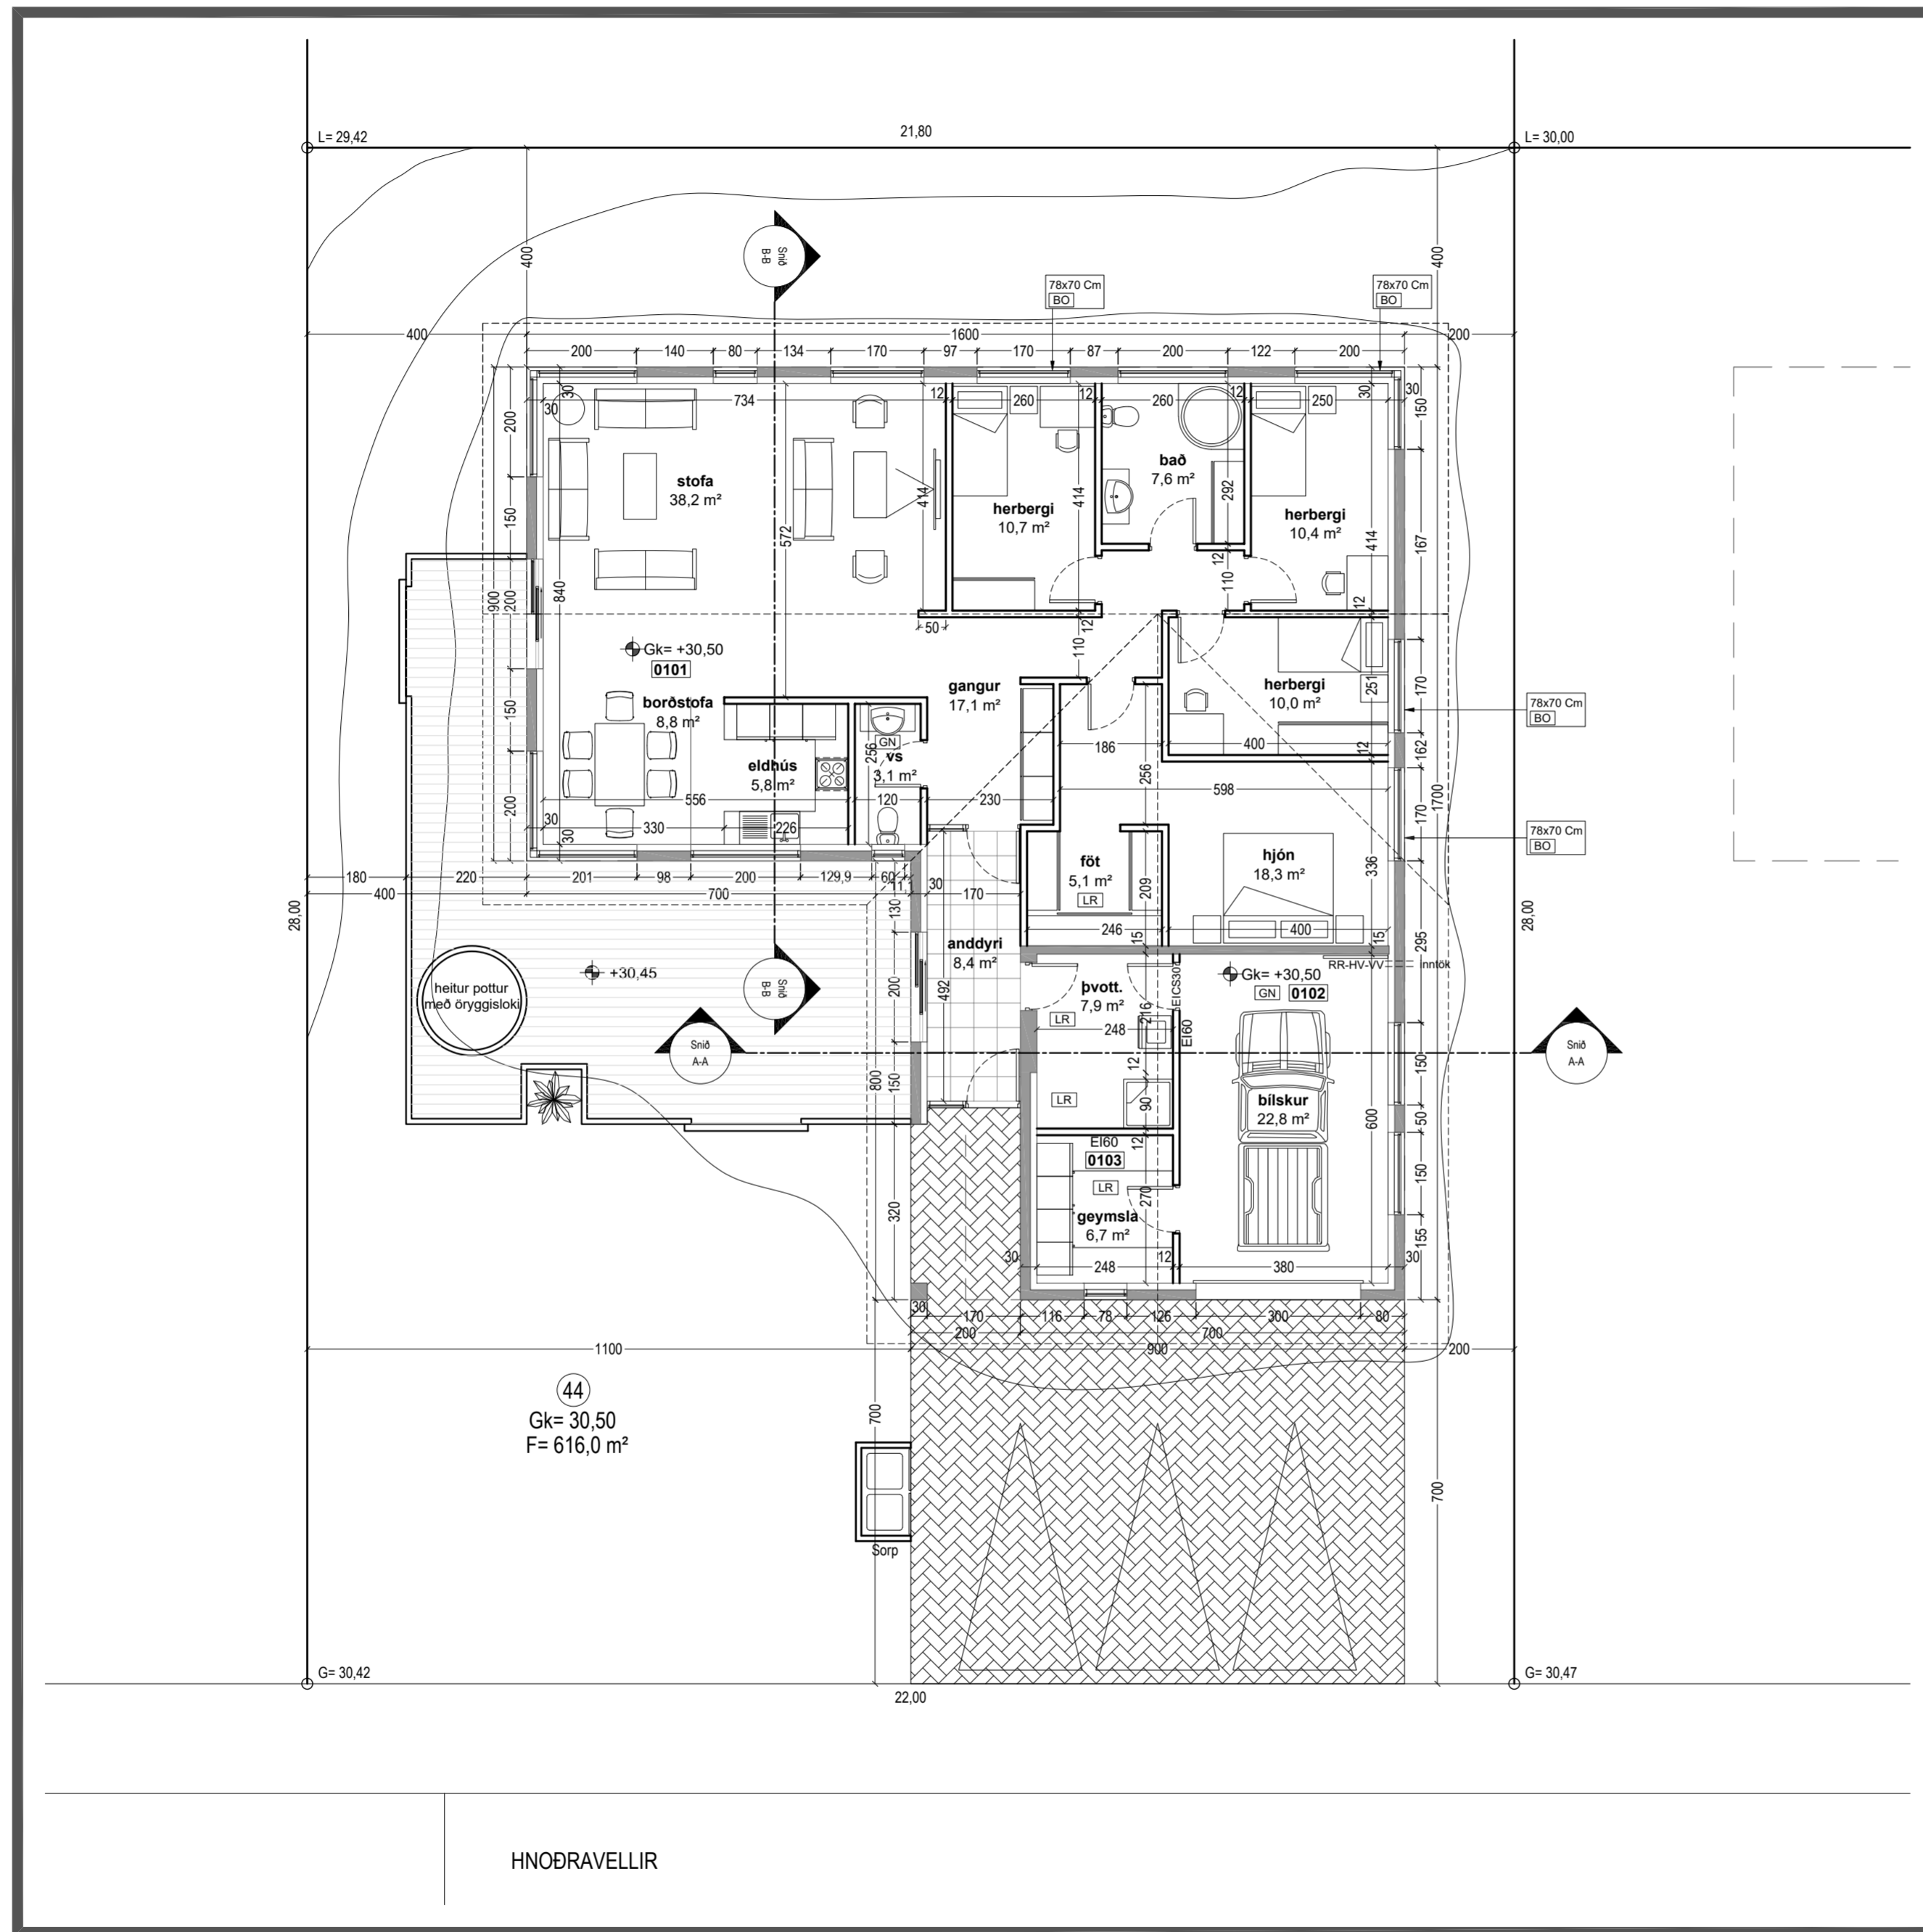 L= 29,42
21,80
L= 30,00
400
400
Snið
B-B
78x70 Cm
BO
78x70 Cm
BO
400
1600
200
200
140
80
134
170
97
170
87
200
122
200
30
30
734
12
260
12
260
12
250
30
30
150
200
stofa
38,2 m²
bað
7,6 m²
414
herbergi
10,7 m²
414
292
herbergi
10,4 m²
414
150
572
167
12
110
900
200
840
12
50
12
110
Gk= +30,50
0101
gangur
17,1 m²
herbergi
10,0 m²
251
170
78x70 Cm
BO
borðstofa
8,8 m²
150
256
GN
vs
3,1 m²
186
400
12
162
eldhús
5,8 m²
256
598
170
1700
556
120
230
200
30
30
330
226
78x70 Cm
BO
föt
5,1 m²
LR
209
hjón
18,3 m²
336
180
220
201
98
200
129,9
60
11,1
30
400
700
170
130
28,00
28,00
246
15
400
15
295
anddyri
8,4 m²
heitur pottur
með öryggisloki
+30,45
Snið
B-B
200
492
þvott.
7,9 m²
LR
EICSS30
216
248
EI60
Gk= +30,50
GN
0102
RR-HV-VV
inntök
Snið
A-A
Snið
A-A
800
150
12
LR
90
bílskur
22,8 m²
150
50
600
12
EI60
0103
LR
320
270
geymsla
6,7 m²
150
155
30
248
12
380
30
30
170
116
78
126
300
80
200
700
1100
900
200
44
Gk= 30,50
F= 616,0 m²
700
700
Sorp
G= 30,42
22,00
G= 30,47
HNOÐRAVELLIR